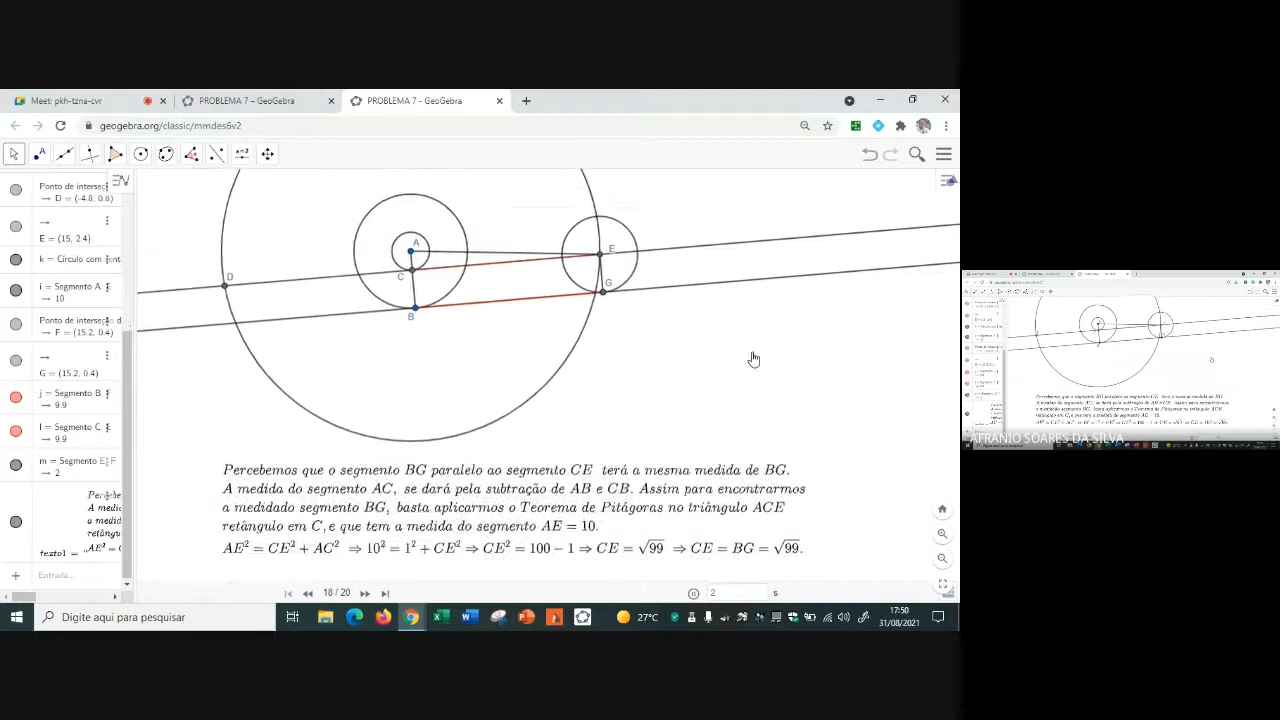 Meet: pkh-tzna-cvr
PROBLEMA 7 – GeoGebra
PROBLEMA 7 - GeoGebra
geogebra.org/classic/mmdes6v2
Ponto de interseç
→ D = (-4.8, 0.8)
→
E = (15, 2.4)
k = Círculo com
i = Segmento A,
→ 10
Ponto de interseç
→ F = (15.2, 0.4)
→
G = (15.2, 0.4)
j = Segmento B
→ 9.9
l = Segmento C,
→ 9.9
m = Segmento E, F
→ 2
Perceb
A medi
a medid
retâng
texto1 = "AE² = C
Entrada...
A
E
C
D
G
B
Percebemos que o segmento BG paralelo ao segmento CE terá a mesma medida de BG.
A medida do segmento AC, se dará pela subtração de AB e CB. Assim para encontrarmos
a medidado segmento BG, basta aplicarmos o Teorema de Pitágoras no triângulo ACE
retângulo em C, e que tem a medida do segmento AE = 10.
AE² = CE² + AC² ⇒ 10² = 1² + CE² ⇒ CE² = 100 − 1 ⇒ CE = √99 ⇒ CE = BG = √99.
18 / 20
2 s
Digite aqui para pesquisar
27°C
17:50
31/08/2021
AFRANIO SOARES DA SILVA